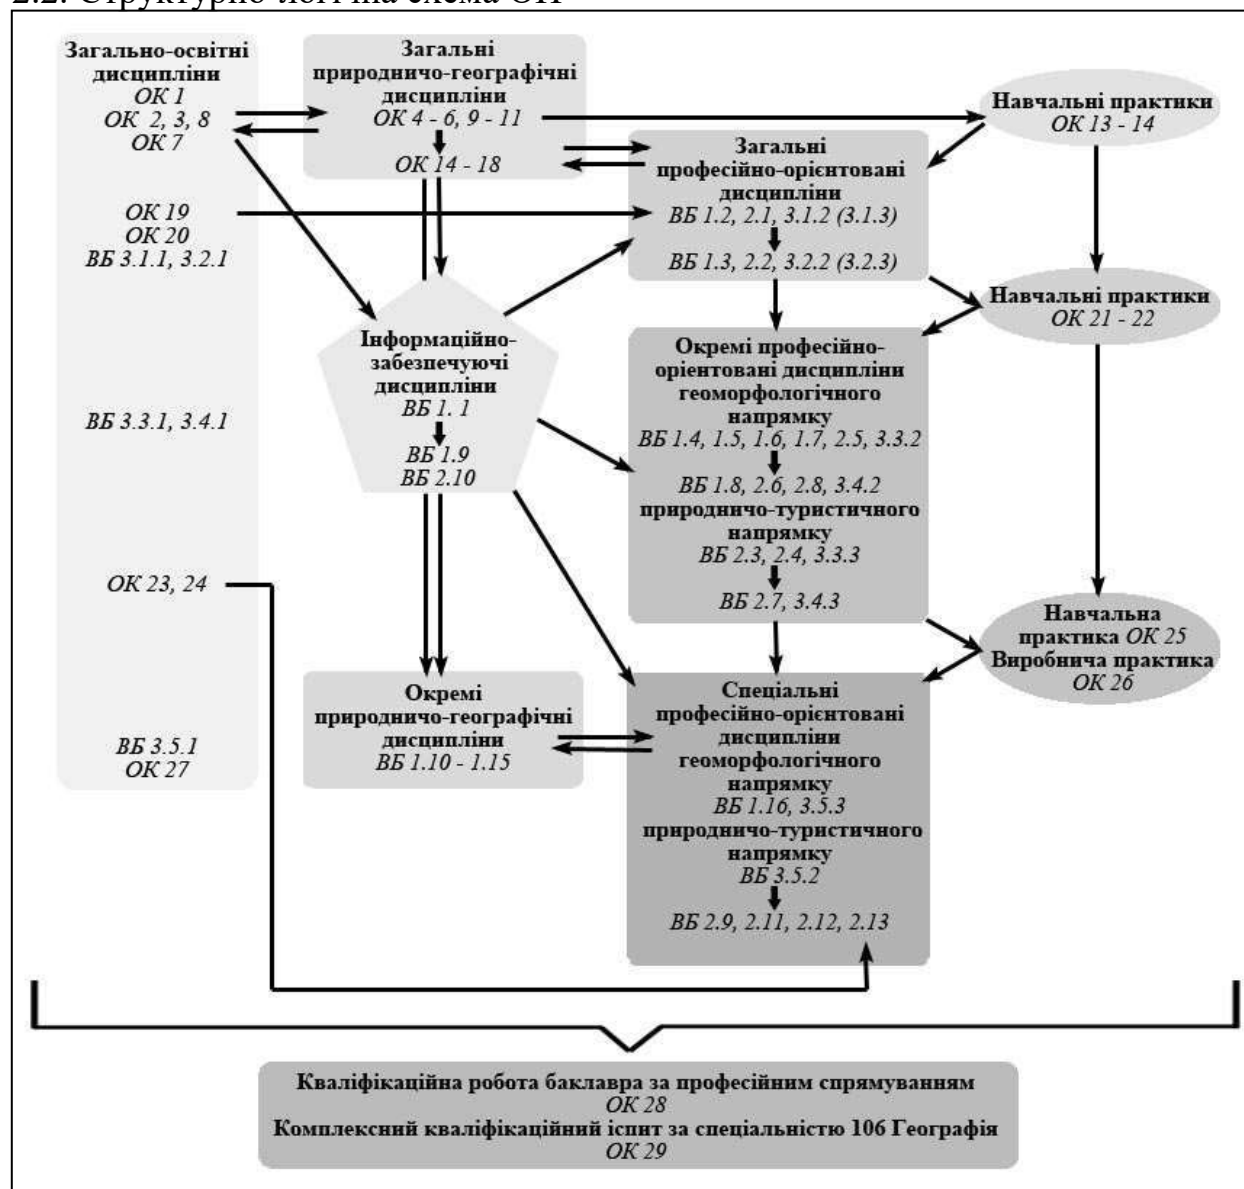 2.2. Структурно-логічна схема ОП
Загально-освітні
дисципліни
ОК 1
ОК 2, 3, 8
ОК 7
ОК 19
ОК 20
ВБ 3.1.1, 3.2.1
ВБ 3.3.1, 3.4.1
ОК 23, 24
ВБ 3.5.1
ОК 27
Загальні
природничо-географічні
дисципліни
ОК 4 - 6, 9 - 11
ОК 14 - 18
Інформаційно-
забезпечуючі
дисципліни
ВБ 1. 1
ВБ 1.9
ВБ 2.10
Окремі
природничо-географічні
дисципліни
ВБ 1.10 - 1.15
Загальні
професійно-орієнтовані
дисципліни
ВБ 1.2, 2.1, 3.1.2 (3.1.3)
ВБ 1.3, 2.2, 3.2.2 (3.2.3)
Окремі професійно-
орієнтовані дисципліни
геоморфологічного
напрямку
ВБ 1.4, 1.5, 1.6, 1.7, 2.5, 3.3.2
ВБ 1.8, 2.6, 2.8, 3.4.2
природничо-туристичного
напрямку
ВБ 2.3, 2.4, 3.3.3
ВБ 2.7, 3.4.3
Спеціальні
професійно-орієнтовані
дисципліни
геоморфологічного
напрямку
ВБ 1.16, 3.5.3
природничо-туристичного
напрямку
ВБ 3.5.2
ВБ 2.9, 2.11, 2.12, 2.13
Навчальні практики
ОК 13 - 14
Навчальні практики
ОК 21 - 22
Навчальна
практика ОК 25
Виробнича практика
ОК 26
Кваліфікаційна робота баклавра за професійним спрямуванням
ОК 28
Комплексний кваліфікаційний іспит за спеціальністю 106 Географія
ОК 29